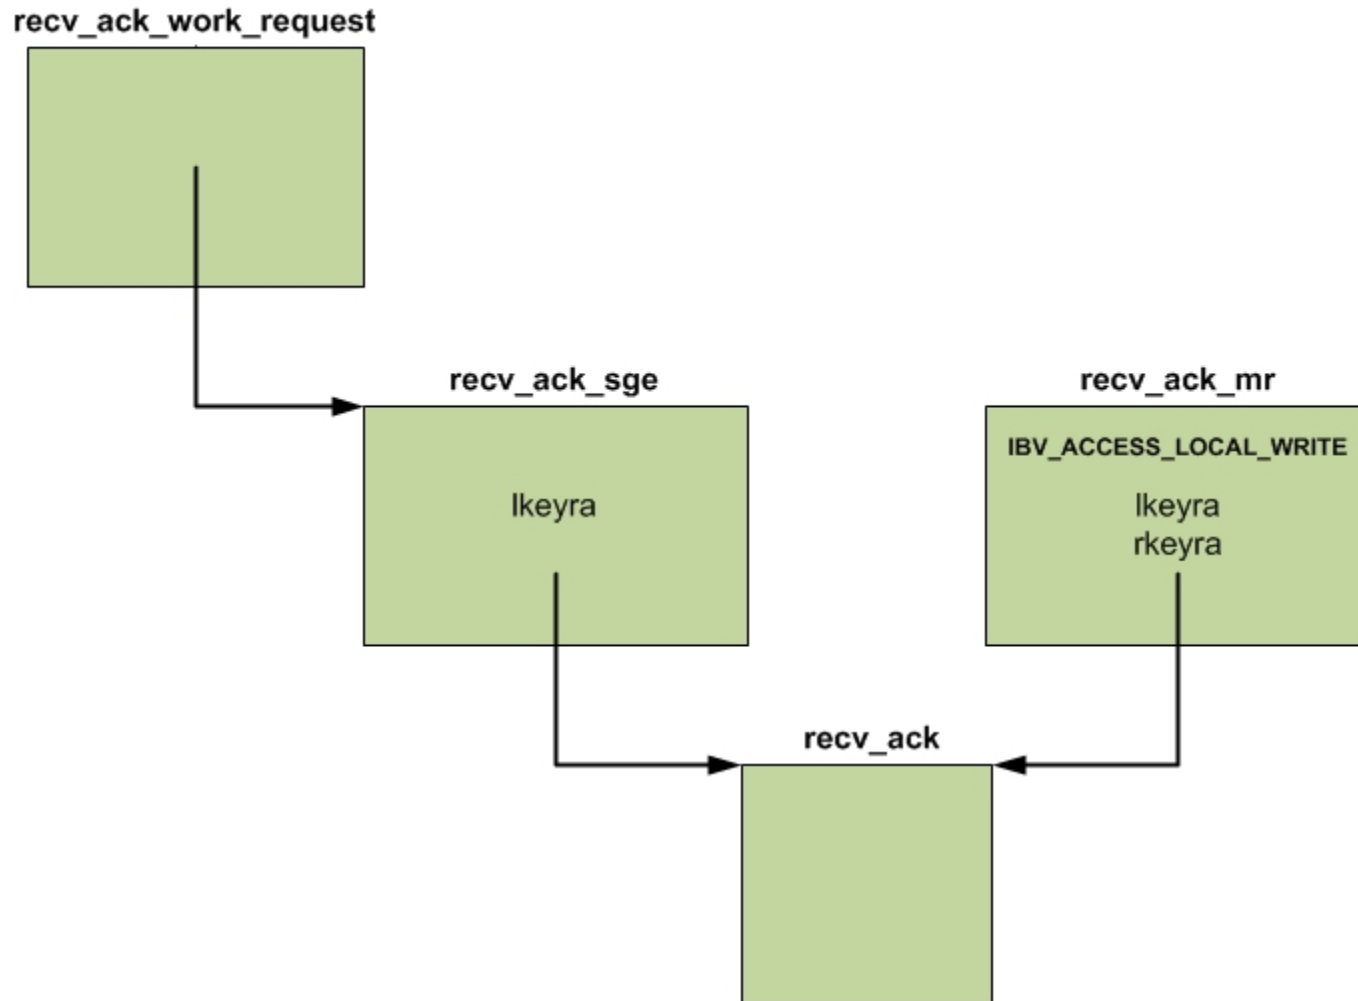 recv_ack_work_request
recv_ack_sge
recv_ack_mr
IBV_ACCESS_LOCAL_WRITE
lkeyra
lkeyra
rkeyra
recv_ack